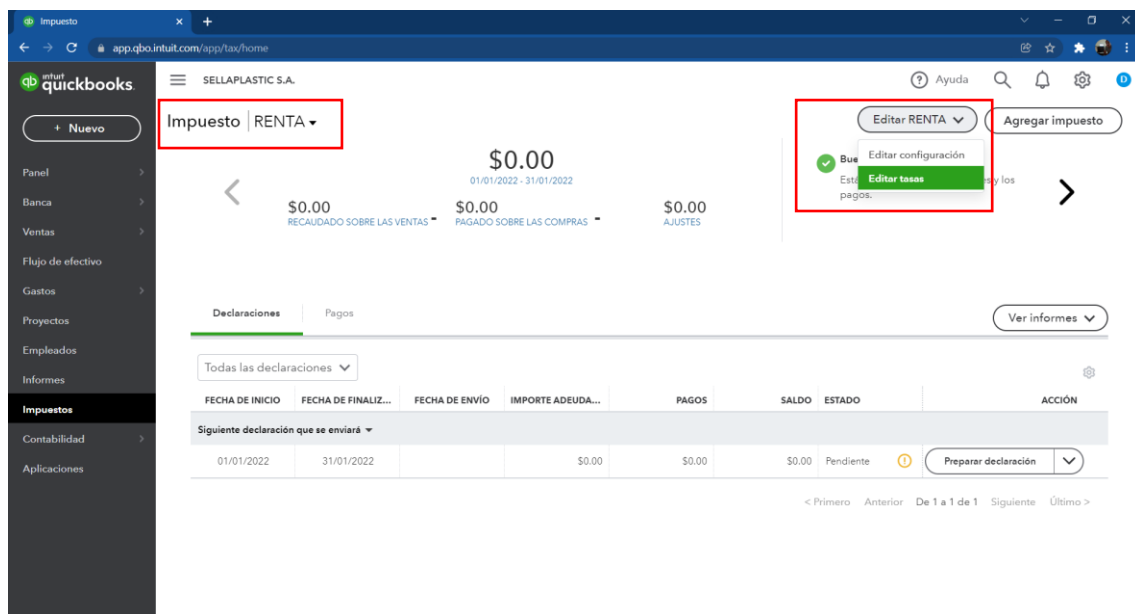 Impuesto
app.qbo.intuit.com/app/tax/home
intuit
quickbooks.
SELLAPLASTIC S.A.
Ayuda
D
+ Nuevo
Panel
Banca
Ventas
Flujo de efectivo
Gastos
Proyectos
Empleados
Informes
Impuestos
Contabilidad
Aplicaciones
Impuesto RENTA
Editar RENTA
Agregar impuesto
Editar configuración
Editar tasas
Bue
Está
es y los
pagos.
$0.00
01/01/2022 - 31/01/2022
$0.00 $0.00 $0.00
RECAUDADO SOBRE LAS VENTAS PAGADO SOBRE LAS COMPRAS AJUSTES
Declaraciones Pagos
Ver informes
Todas las declaraciones
FECHA DE INICIO FECHA DE FINALIZ... FECHA DE ENVÍO IMPORTE ADEUDA... PAGOS SALDO ESTADO ACCIÓN
Siguiente declaración que se enviará
01/01/2022 31/01/2022 $0.00 $0.00 $0.00 Pendiente Preparar declaración
< Primero Anterior De 1 a 1 de 1 Siguiente Último >